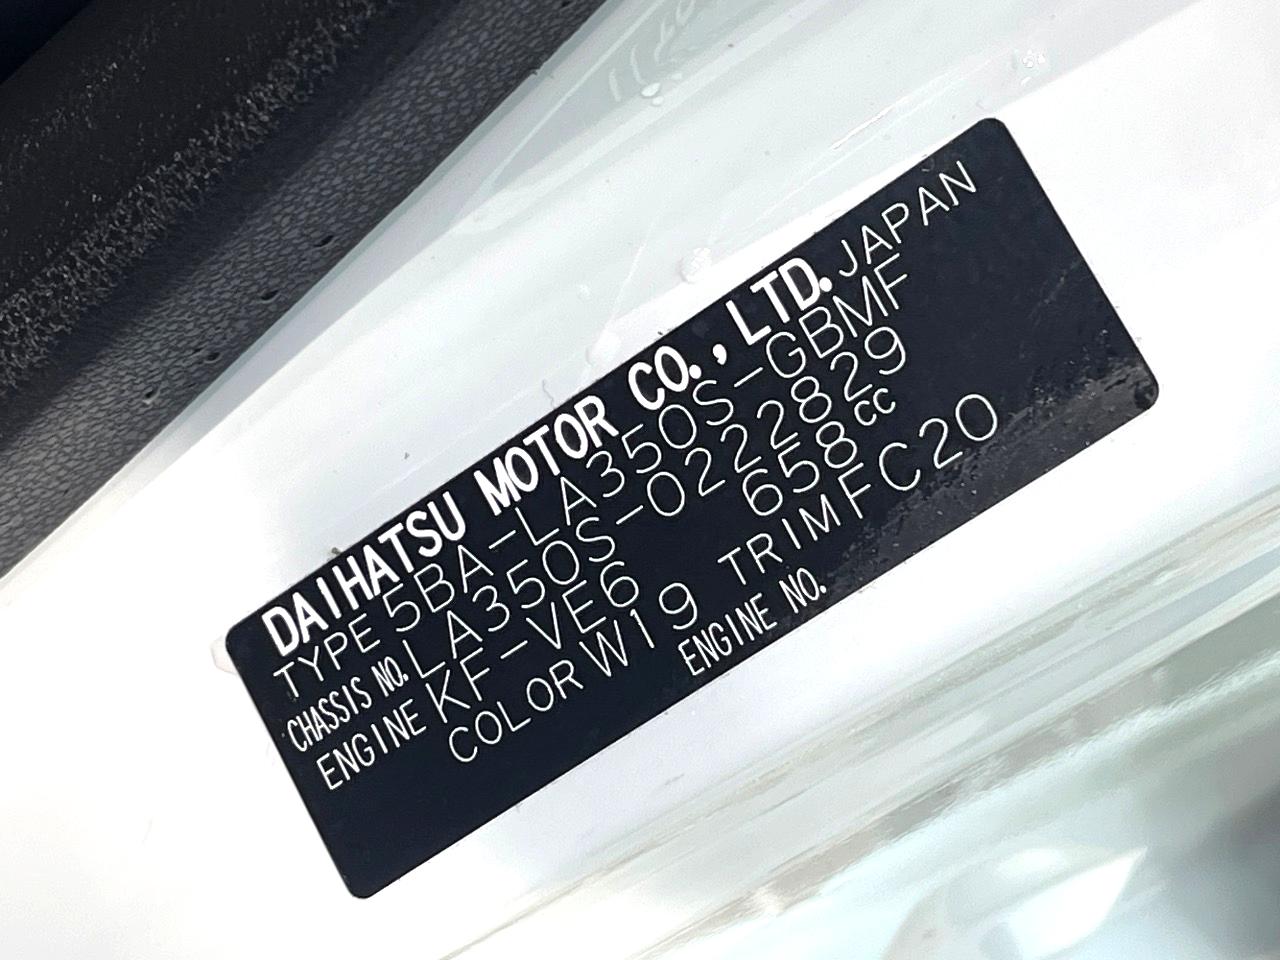 DAIHATSU MOTOR CO., LTD. JAPAN
TYPE 5BA-LA350S-GBMF
CHASSIS NO. LA350S-0222829
ENGINE KF-VE6 658cc
COLOR W19 TRIM FC20
ENGINE NO.